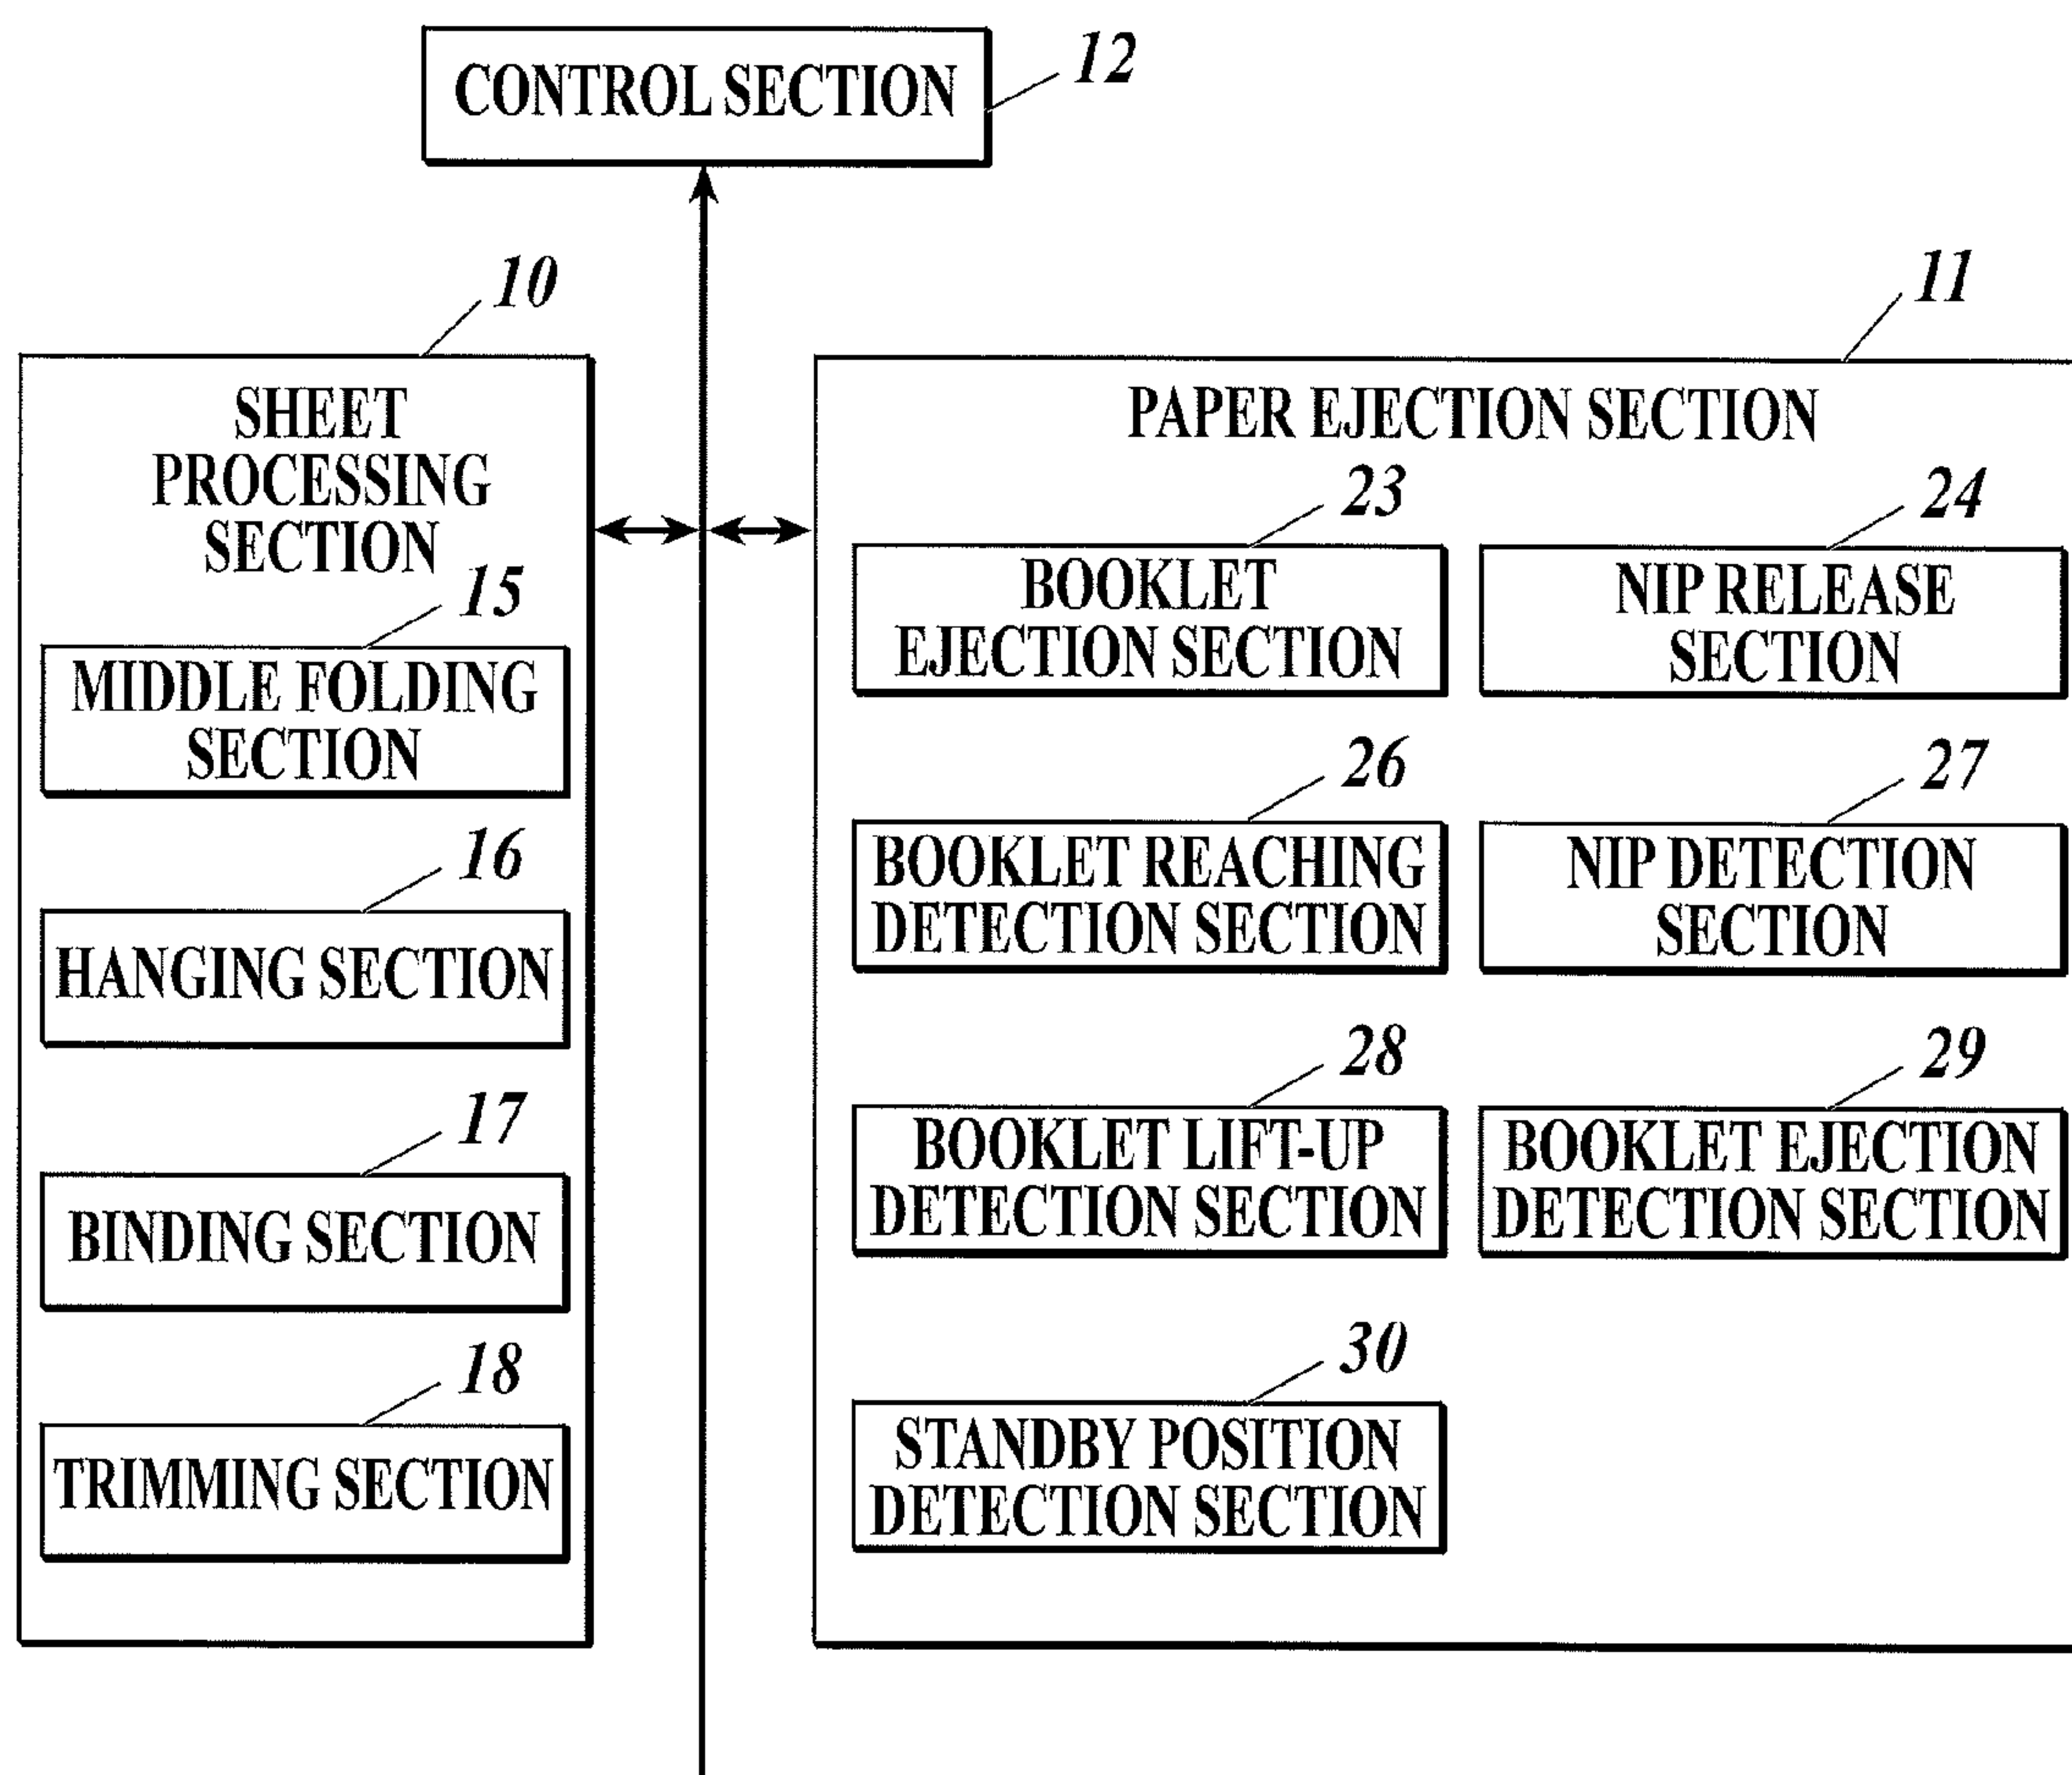 CONTROL SECTION
12
10
SHEET
PROCESSING
SECTION
15
MIDDLE FOLDING
SECTION
16
HANGING SECTION
17
BINDING SECTION
18
TRIMMING SECTION
11
PAPER EJECTION SECTION
23
BOOKLET
EJECTION SECTION
24
NIP RELEASE
SECTION
26
BOOKLET REACHING
DETECTION SECTION
27
NIP DETECTION
SECTION
28
BOOKLET LIFT-UP
DETECTION SECTION
29
BOOKLET EJECTION
DETECTION SECTION
30
STANDBY POSITION
DETECTION SECTION